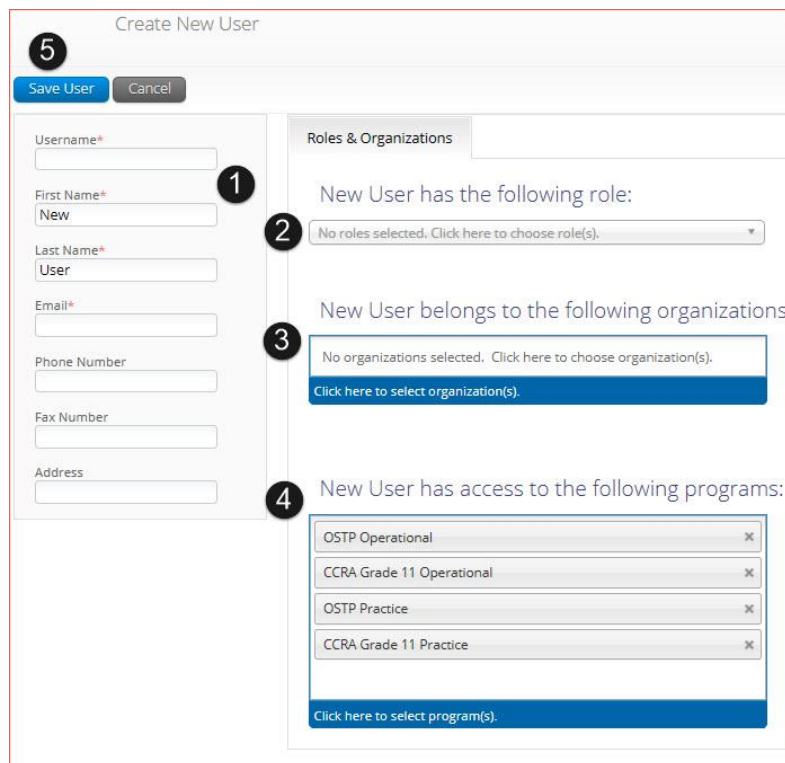 Create New User
5
Save User Cancel
Username*
1
First Name*
New
Last Name*
User
Email*
Phone Number
Fax Number
Address
Roles & Organizations
New User has the following role:
2
No roles selected. Click here to choose role(s).
New User belongs to the following organizations
3
No organizations selected. Click here to choose organization(s).
Click here to select organization(s).
4
New User has access to the following programs:
OSTP Operational
CCRA Grade 11 Operational
OSTP Practice
CCRA Grade 11 Practice
Click here to select program(s).